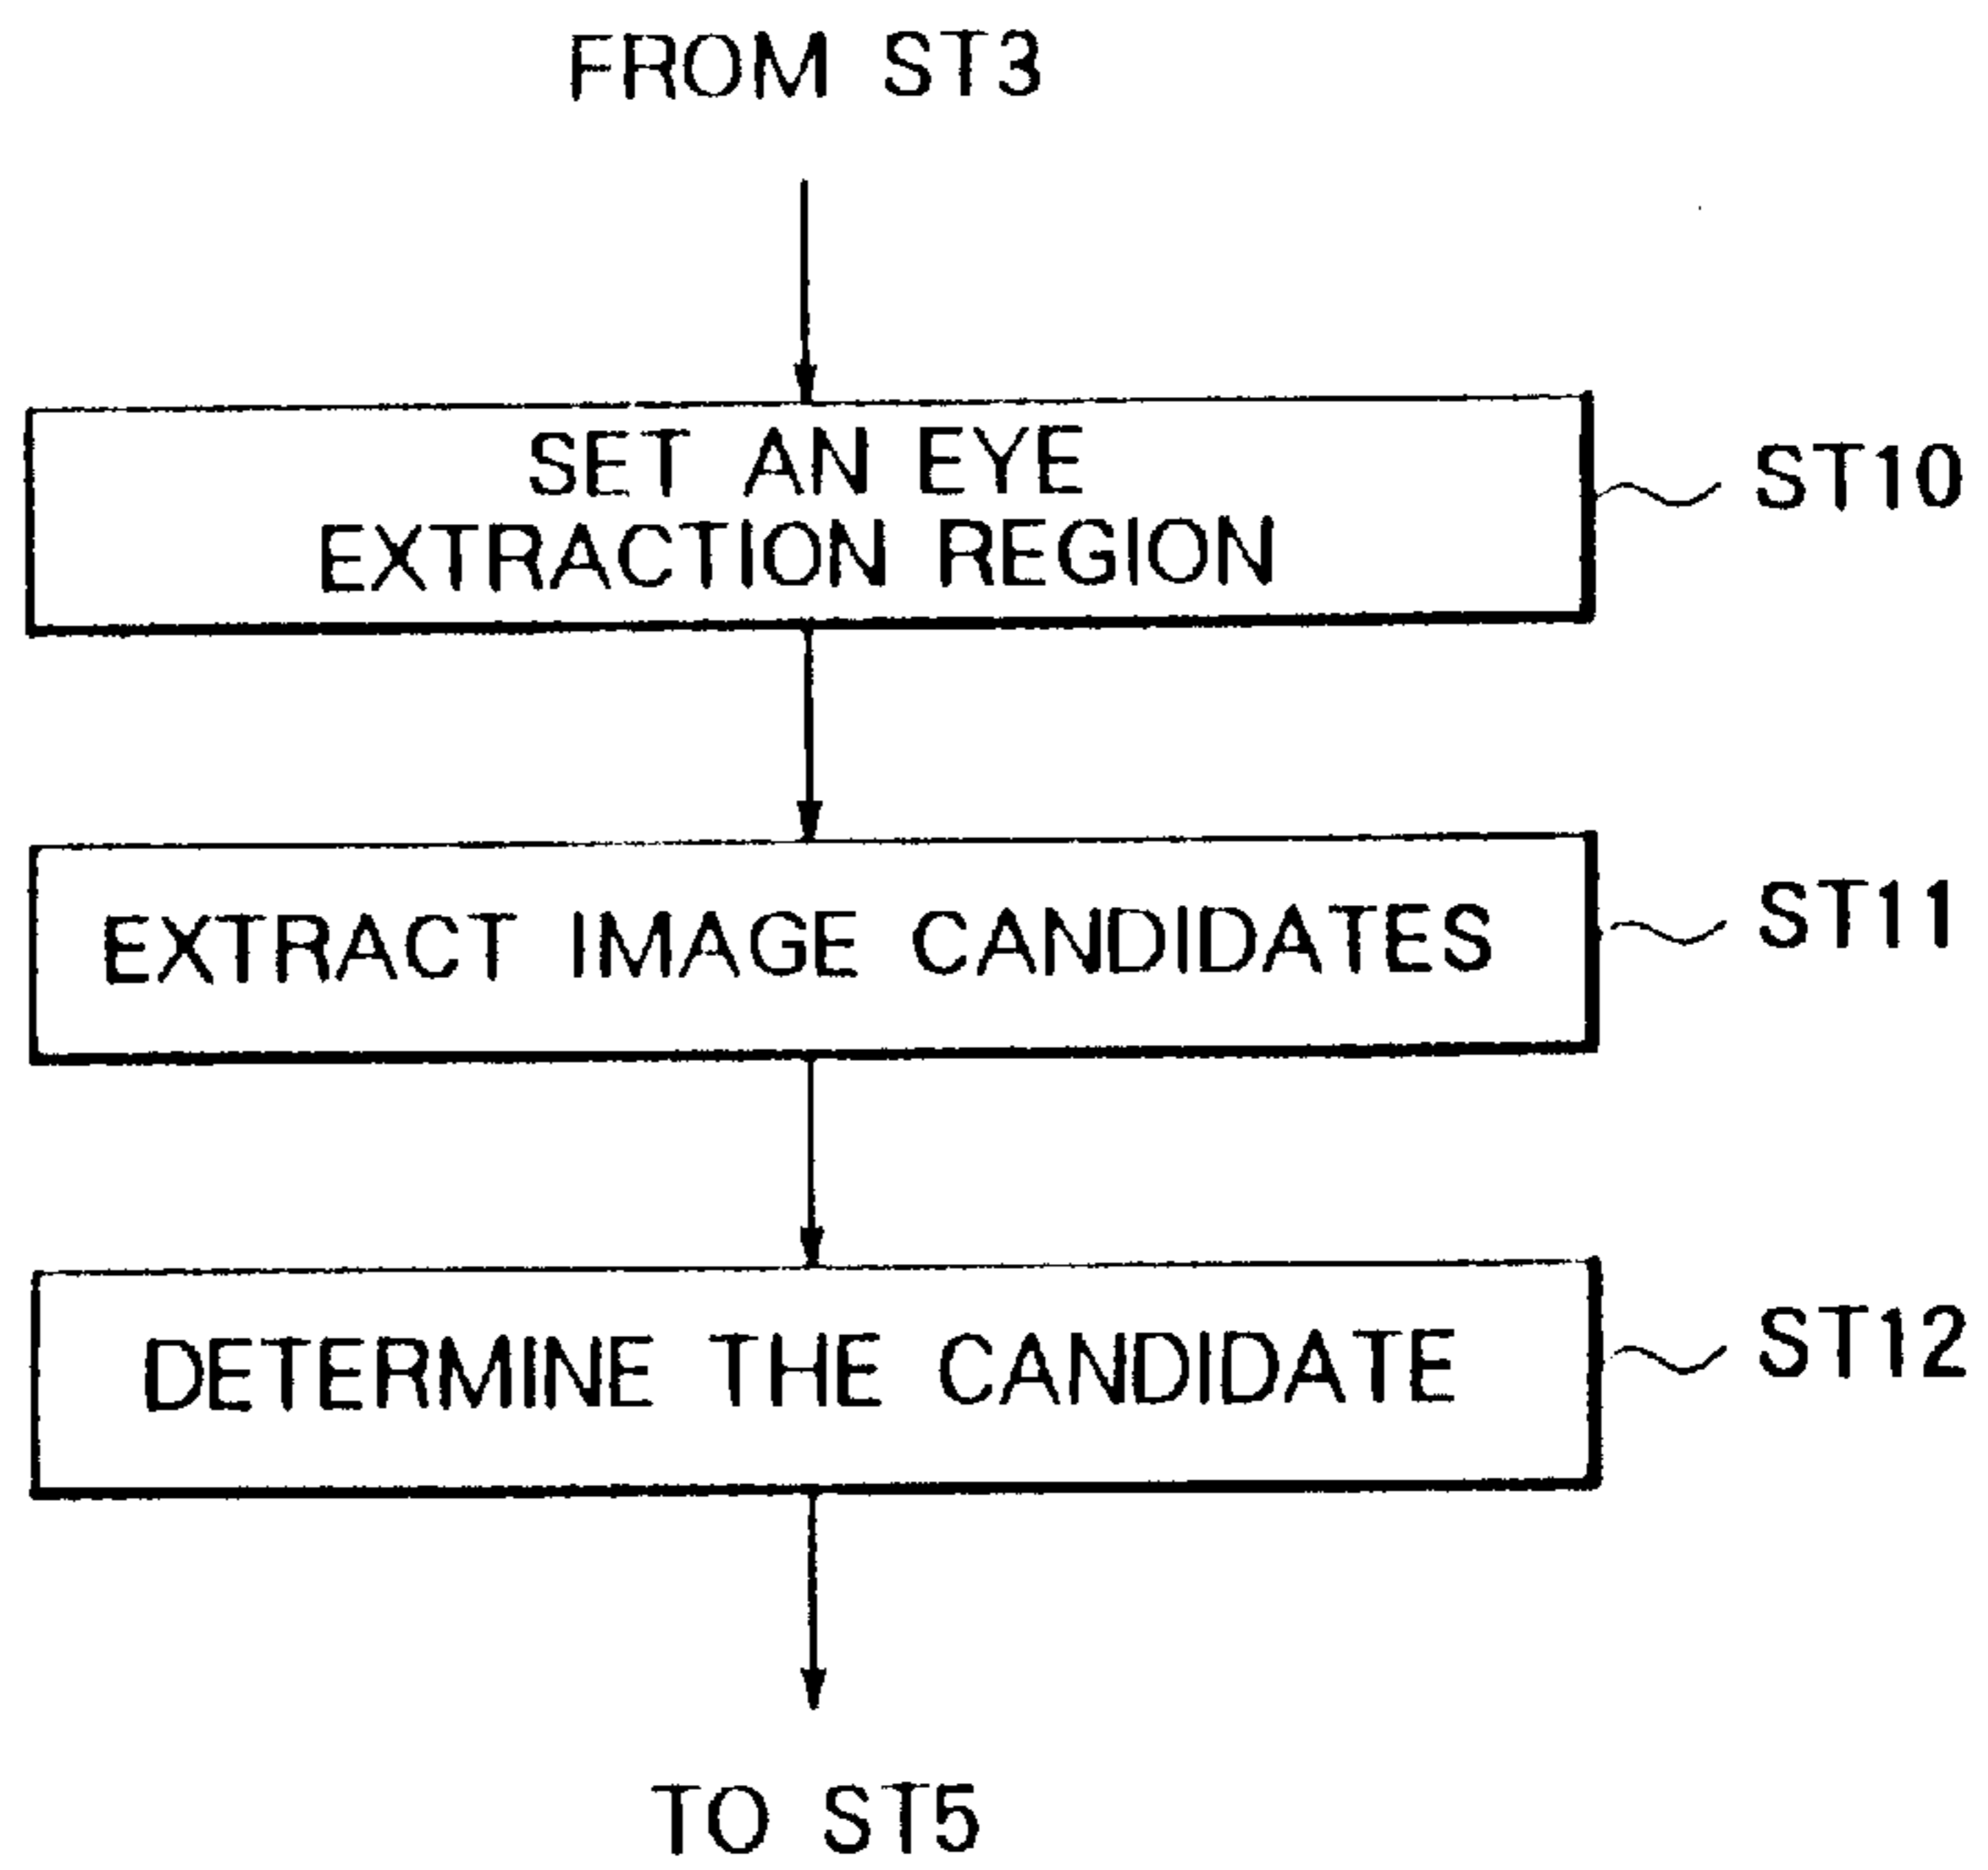 FROM ST3
SET AN EYE
EXTRACTION REGION
ST10
EXTRACT IMAGE CANDIDATES
ST11
DETERMINE THE CANDIDATE
ST12
TO ST5